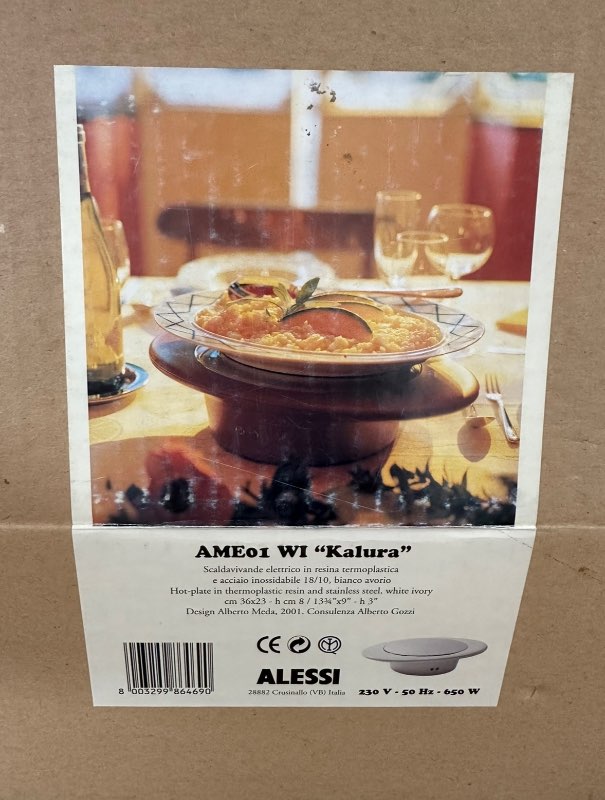 AME01 WI “Kalura”
Scaldavivande elettrico in resina termoplastica
e acciaio inossidabile 18/10, bianco avorio
Hot-plate in thermoplastic resin and stainless steel, white ivory
cm 36x23 - h cm 8 / 13¾"x9" - h 3"
Design Alberto Meda, 2001. Consulenza Alberto Gozzi
CE
ALESSI
8 003299 864690
28882 Crusinallo (VB) Italia
230 V - 50 Hz - 650 W